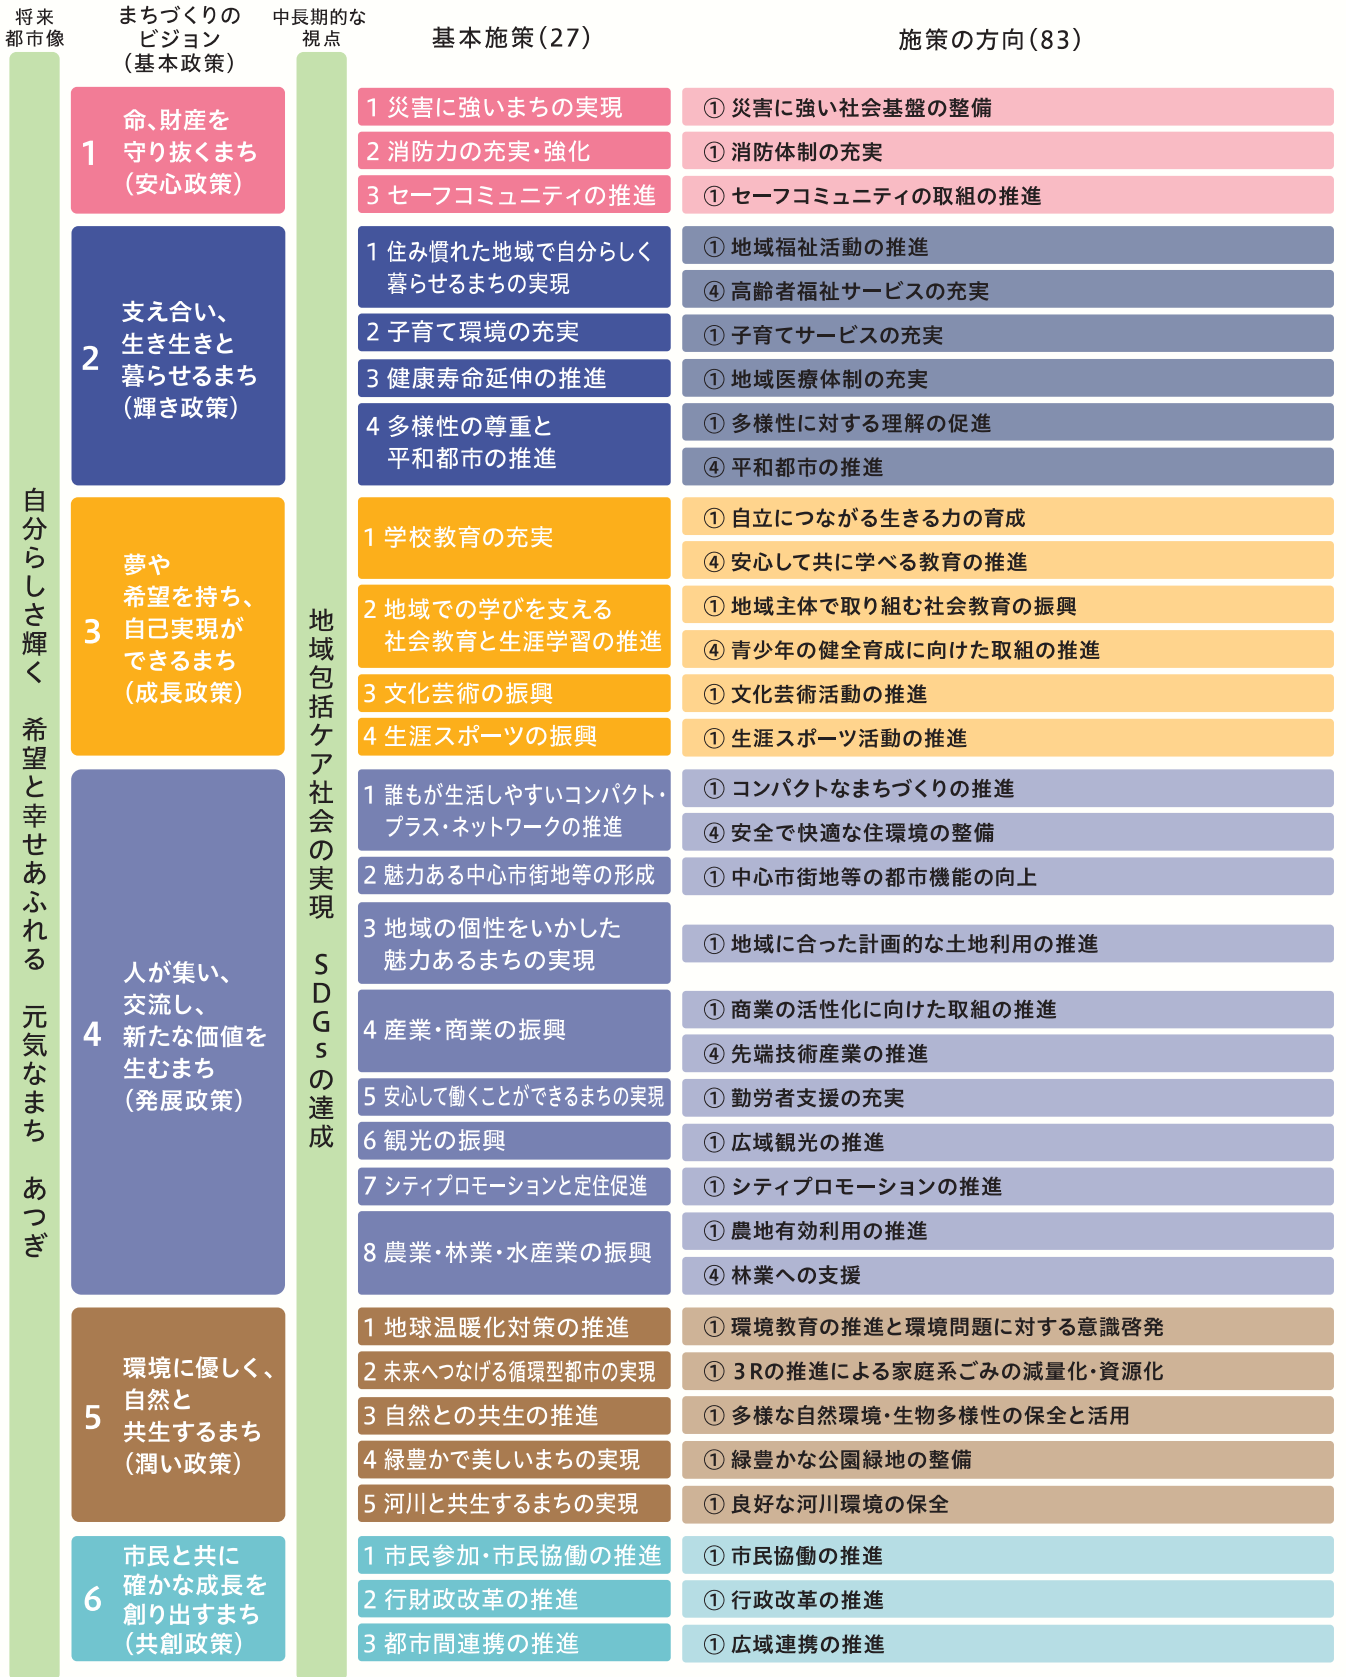 将来
都市像
まちづくりの
ビジョン
(基本政策)
中長期的な
視点
基本施策(27)
施策の方向(83)
自分らしさ輝く 希望と幸せあふれる 元気なまち あつぎ
地域包括ケア社会の実現 SDGsの達成
1
命、財産を
守り抜くまち
(安心政策)
1 災害に強いまちの実現
① 災害に強い社会基盤の整備
2 消防力の充実・強化
① 消防体制の充実
3 セーフコミュニティの推進
① セーフコミュニティの取組の推進
2
支え合い、
生き生きと
暮らせるまち
(輝き政策)
1 住み慣れた地域で自分らしく
暮らせるまちの実現
① 地域福祉活動の推進
④ 高齢者福祉サービスの充実
2 子育て環境の充実
① 子育てサービスの充実
3 健康寿命延伸の推進
① 地域医療体制の充実
4 多様性の尊重と
平和都市の推進
① 多様性に対する理解の促進
④ 平和都市の推進
3
夢や
希望を持ち、
自己実現が
できるまち
(成長政策)
1 学校教育の充実
① 自立につながる生きる力の育成
④ 安心して共に学べる教育の推進
2 地域での学びを支える
社会教育と生涯学習の推進
① 地域主体で取り組む社会教育の振興
④ 青少年の健全育成に向けた取組の推進
3 文化芸術の振興
① 文化芸術活動の推進
4 生涯スポーツの振興
① 生涯スポーツ活動の推進
4
人が集い、
交流し、
新たな価値を
生むまち
(発展政策)
1 誰もが生活しやすいコンパクト・
プラス・ネットワークの推進
① コンパクトなまちづくりの推進
④ 安全で快適な住環境の整備
2 魅力ある中心市街地等の形成
① 中心市街地等の都市機能の向上
3 地域の個性をいかした
魅力あるまちの実現
① 地域に合った計画的な土地利用の推進
4 産業・商業の振興
① 商業の活性化に向けた取組の推進
④ 先端技術産業の推進
5 安心して働くことができるまちの実現
① 勤労者支援の充実
6 観光の振興
① 広域観光の推進
7 シティプロモーションと定住促進
① シティプロモーションの推進
8 農業・林業・水産業の振興
① 農地有効利用の推進
④ 林業への支援
5
環境に優しく、
自然と
共生するまち
(潤い政策)
1 地球温暖化対策の推進
① 環境教育の推進と環境問題に対する意識啓発
2 未来へつなげる循環型都市の実現
① 3Rの推進による家庭系ごみの減量化・資源化
3 自然との共生の推進
① 多様な自然環境・生物多様性の保全と活用
4 緑豊かで美しいまちの実現
① 緑豊かな公園緑地の整備
5 河川と共生するまちの実現
① 良好な河川環境の保全
6
市民と共に
確かな成長を
創り出すまち
(共創政策)
1 市民参加・市民協働の推進
① 市民協働の推進
2 行財政改革の推進
① 行政改革の推進
3 都市間連携の推進
① 広域連携の推進